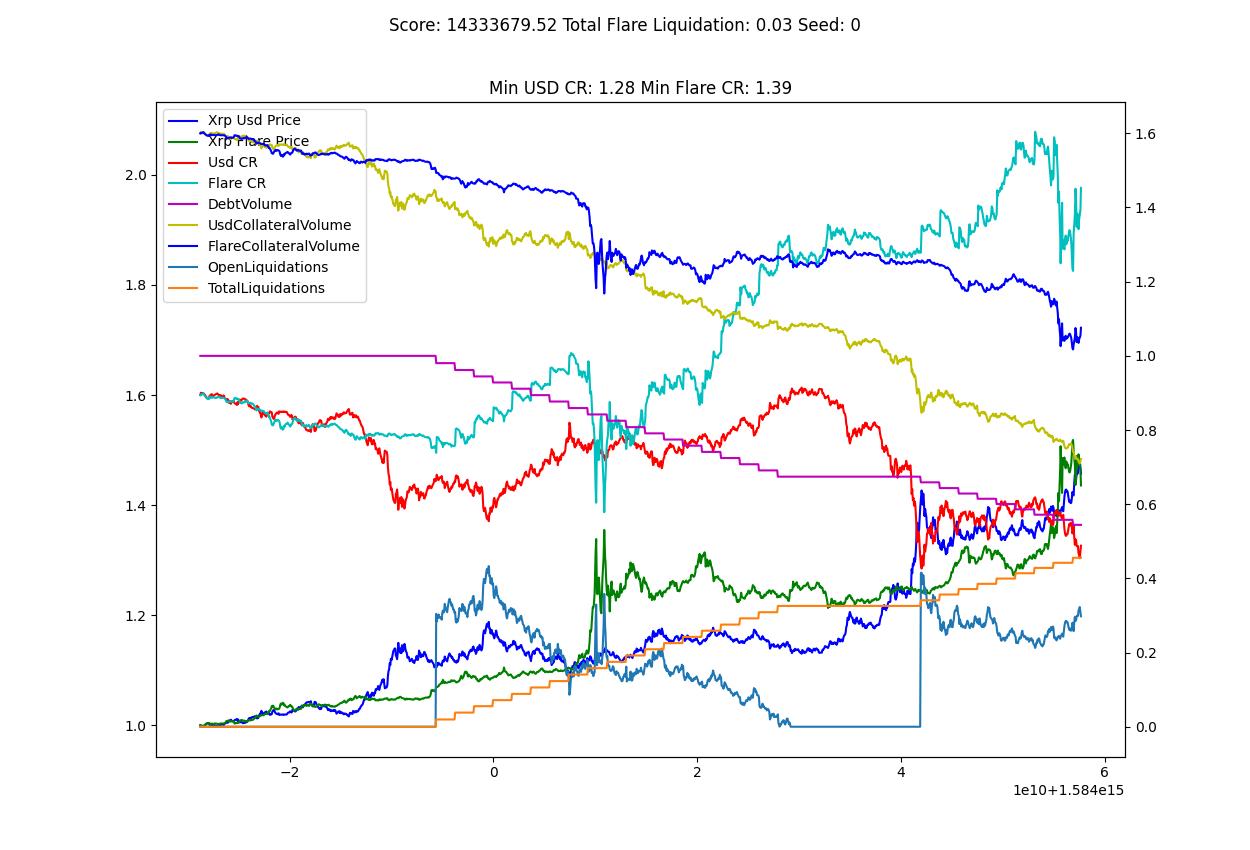 Score: 14333679.52 Total Flare Liquidation: 0.03 Seed: 0
Min USD CR: 1.28 Min Flare CR: 1.39
Xrp Usd Price
Xrp Flare Price
Usd CR
Flare CR
DebtVolume
UsdCollateralVolume
FlareCollateralVolume
OpenLiquidations
TotalLiquidations
2.0
1.8
1.6
1.4
1.2
1.0
1.6
1.4
1.2
1.0
0.8
0.6
0.4
0.2
0.0
−2 0 2 4 6
1e10+1.584e15